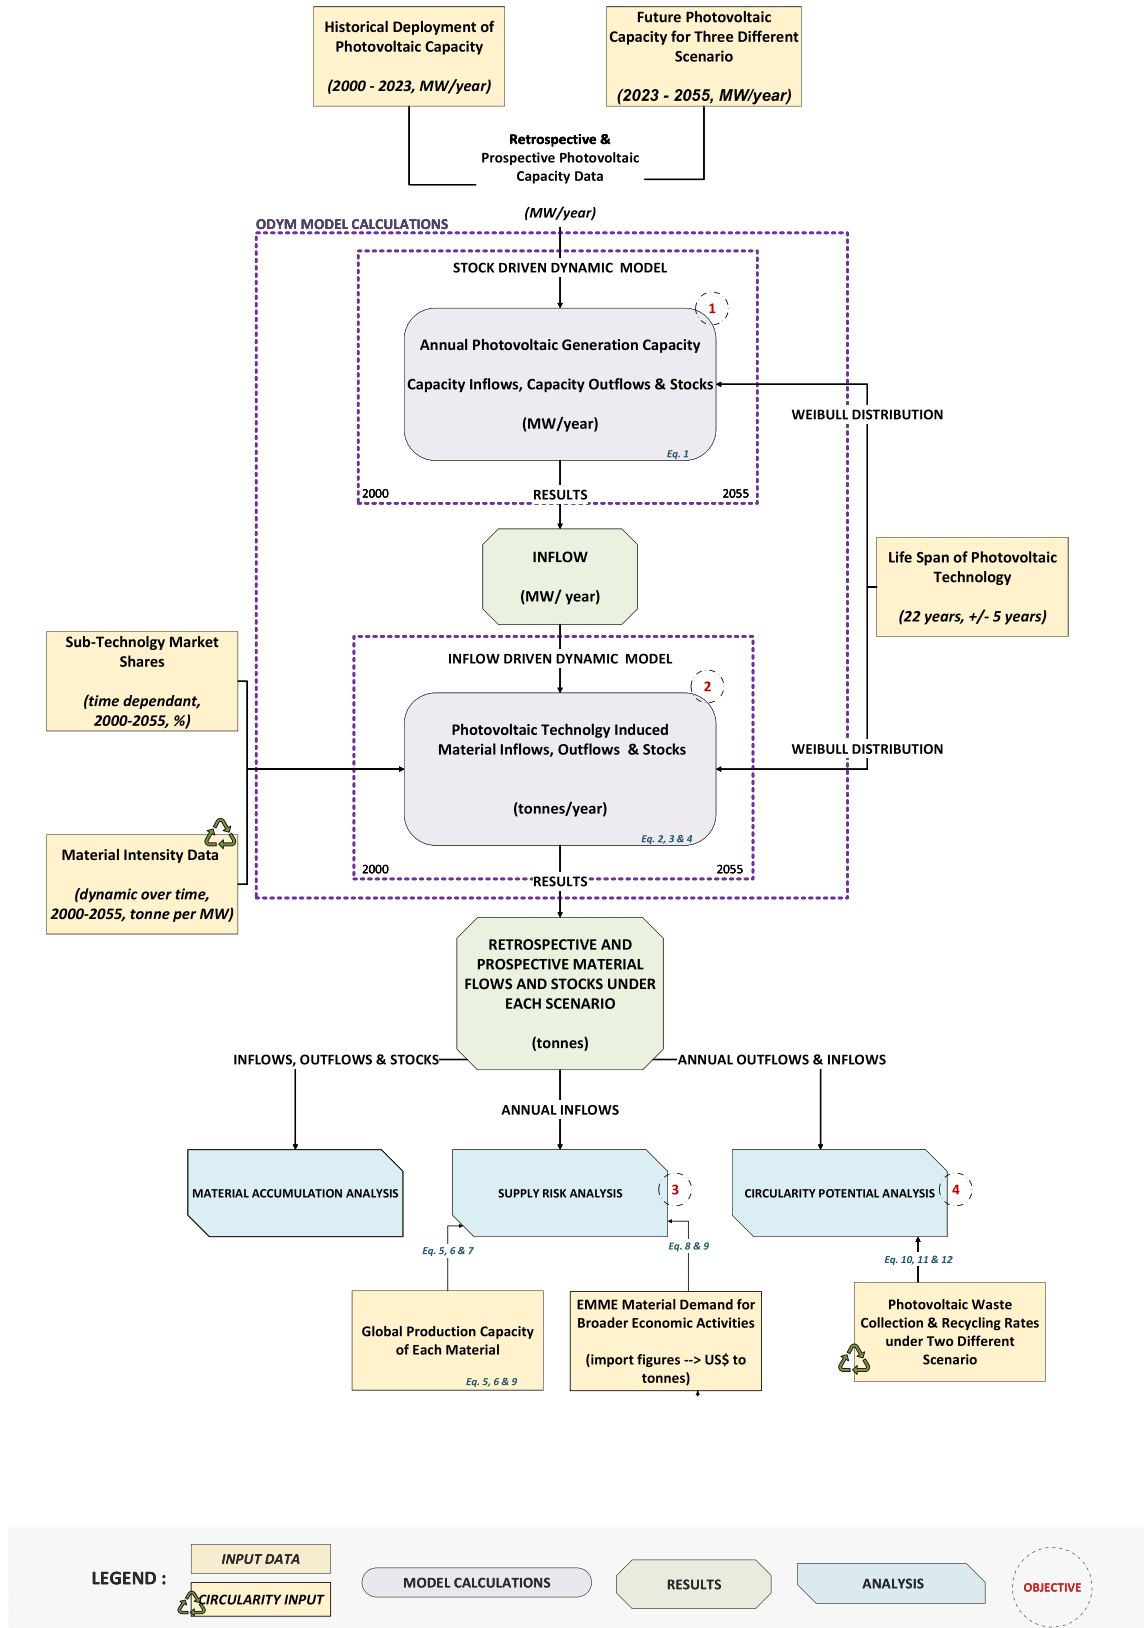 Historical Deployment of
Photovoltaic Capacity
(2000 - 2023, MW/year)
Future Photovoltaic
Capacity for Three Different
Scenario
(2023 - 2055, MW/year)
Retrospective &
Prospective Photovoltaic
Capacity Data
(MW/year)
ODYM MODEL CALCULATIONS
STOCK DRIVEN DYNAMIC MODEL
1
Annual Photovoltaic Generation Capacity
Capacity Inflows, Capacity Outflows & Stocks
(MW/year)
Eq. 1
WEIBULL DISTRIBUTION
2000
RESULTS
2055
INFLOW
(MW/ year)
Life Span of Photovoltaic
Technology
(22 years, +/- 5 years)
Sub-Technolgy Market
Shares
(time dependant,
2000-2055, %)
INFLOW DRIVEN DYNAMIC MODEL
2
Photovoltaic Technolgy Induced
Material Inflows, Outflows & Stocks
(tonnes/year)
Eq. 2, 3 & 4
WEIBULL DISTRIBUTION
Material Intensity Data
(dynamic over time,
2000-2055, tonne per MW)
2000
RESULTS
2055
RETROSPECTIVE AND
PROSPECTIVE MATERIAL
FLOWS AND STOCKS UNDER
EACH SCENARIO
(tonnes)
INFLOWS, OUTFLOWS & STOCKS
ANNUAL OUTFLOWS & INFLOWS
ANNUAL INFLOWS
MATERIAL ACCUMULATION ANALYSIS
SUPPLY RISK ANALYSIS
3
CIRCULARITY POTENTIAL ANALYSIS
4
Eq. 5, 6 & 7
Eq. 8 & 9
Eq. 10, 11 & 12
Global Production Capacity
of Each Material
Eq. 5, 6 & 9
EMME Material Demand for
Broader Economic Activities
(import figures --> US$ to
tonnes)
Photovoltaic Waste
Collection & Recycling Rates
under Two Different
Scenario
LEGEND :
INPUT DATA
CIRCULARITY INPUT
MODEL CALCULATIONS
RESULTS
ANALYSIS
OBJECTIVE